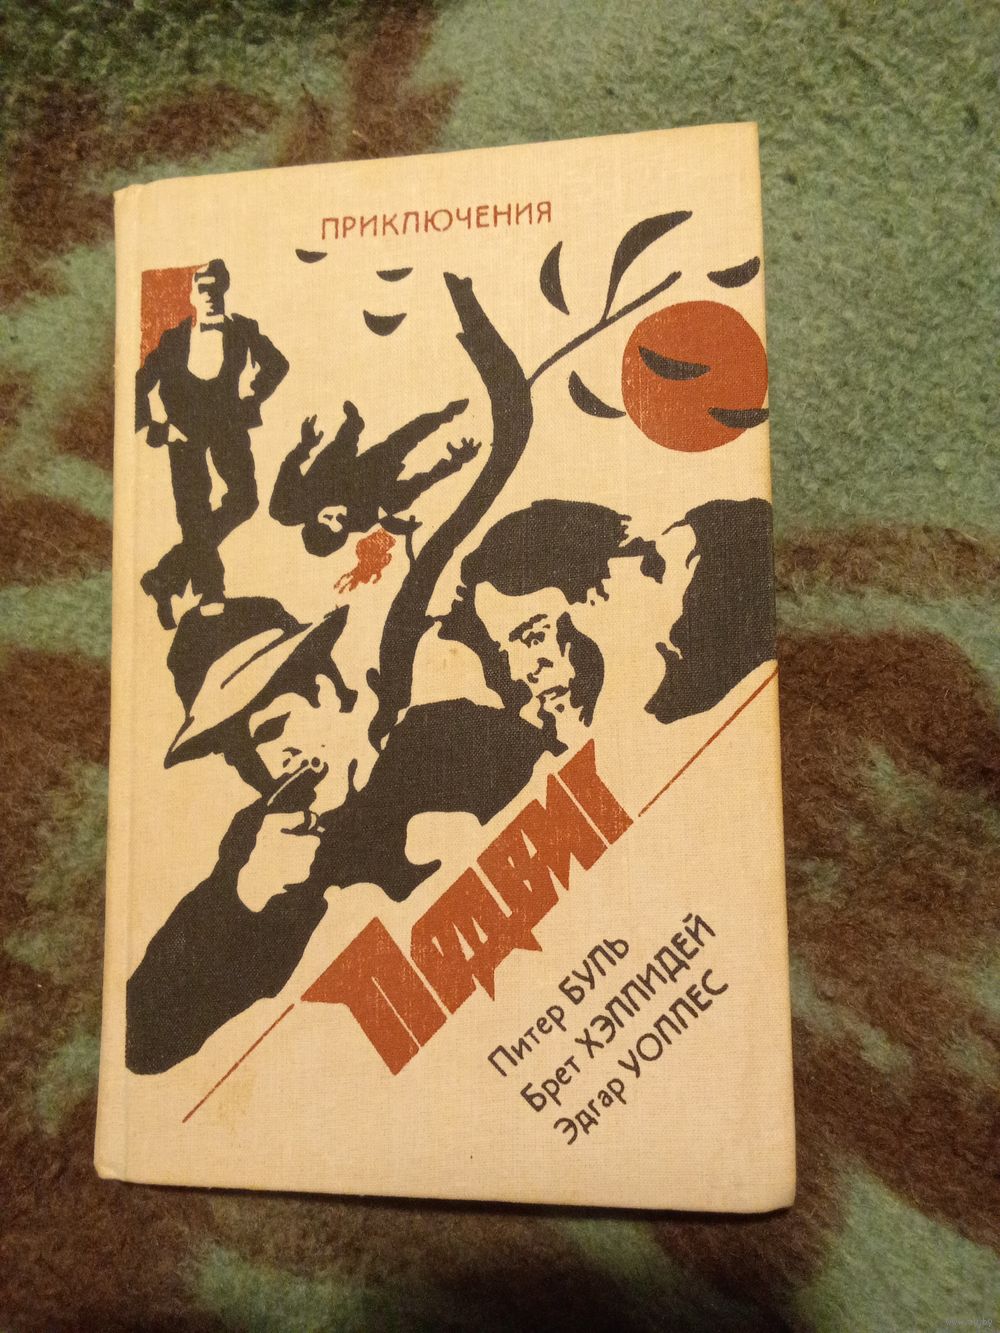 ПРИКЛЮЧЕНИЯ
Подвиг
Питер БУЛЬ
Брет ХЭЛЛИДЕЙ
Эдгар УОЛЛЕС